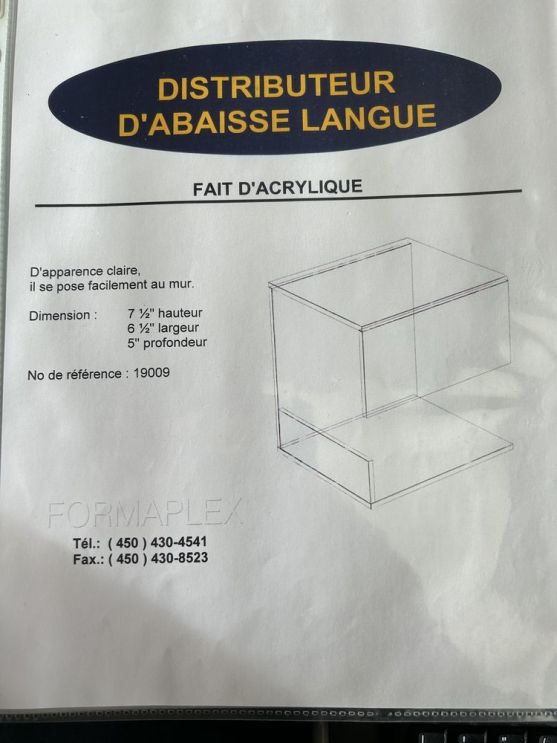 DISTRIBUTEUR
D'ABAISSE LANGUE
FAIT D'ACRYLIQUE
D'apparence claire,
il se pose facilement au mur.
Dimension : 7 ½" hauteur
6 ½" largeur
5" profondeur
No de référence : 19009
FORMAPLEX
Tél.: ( 450 ) 430-4541
Fax.: ( 450 ) 430-8523